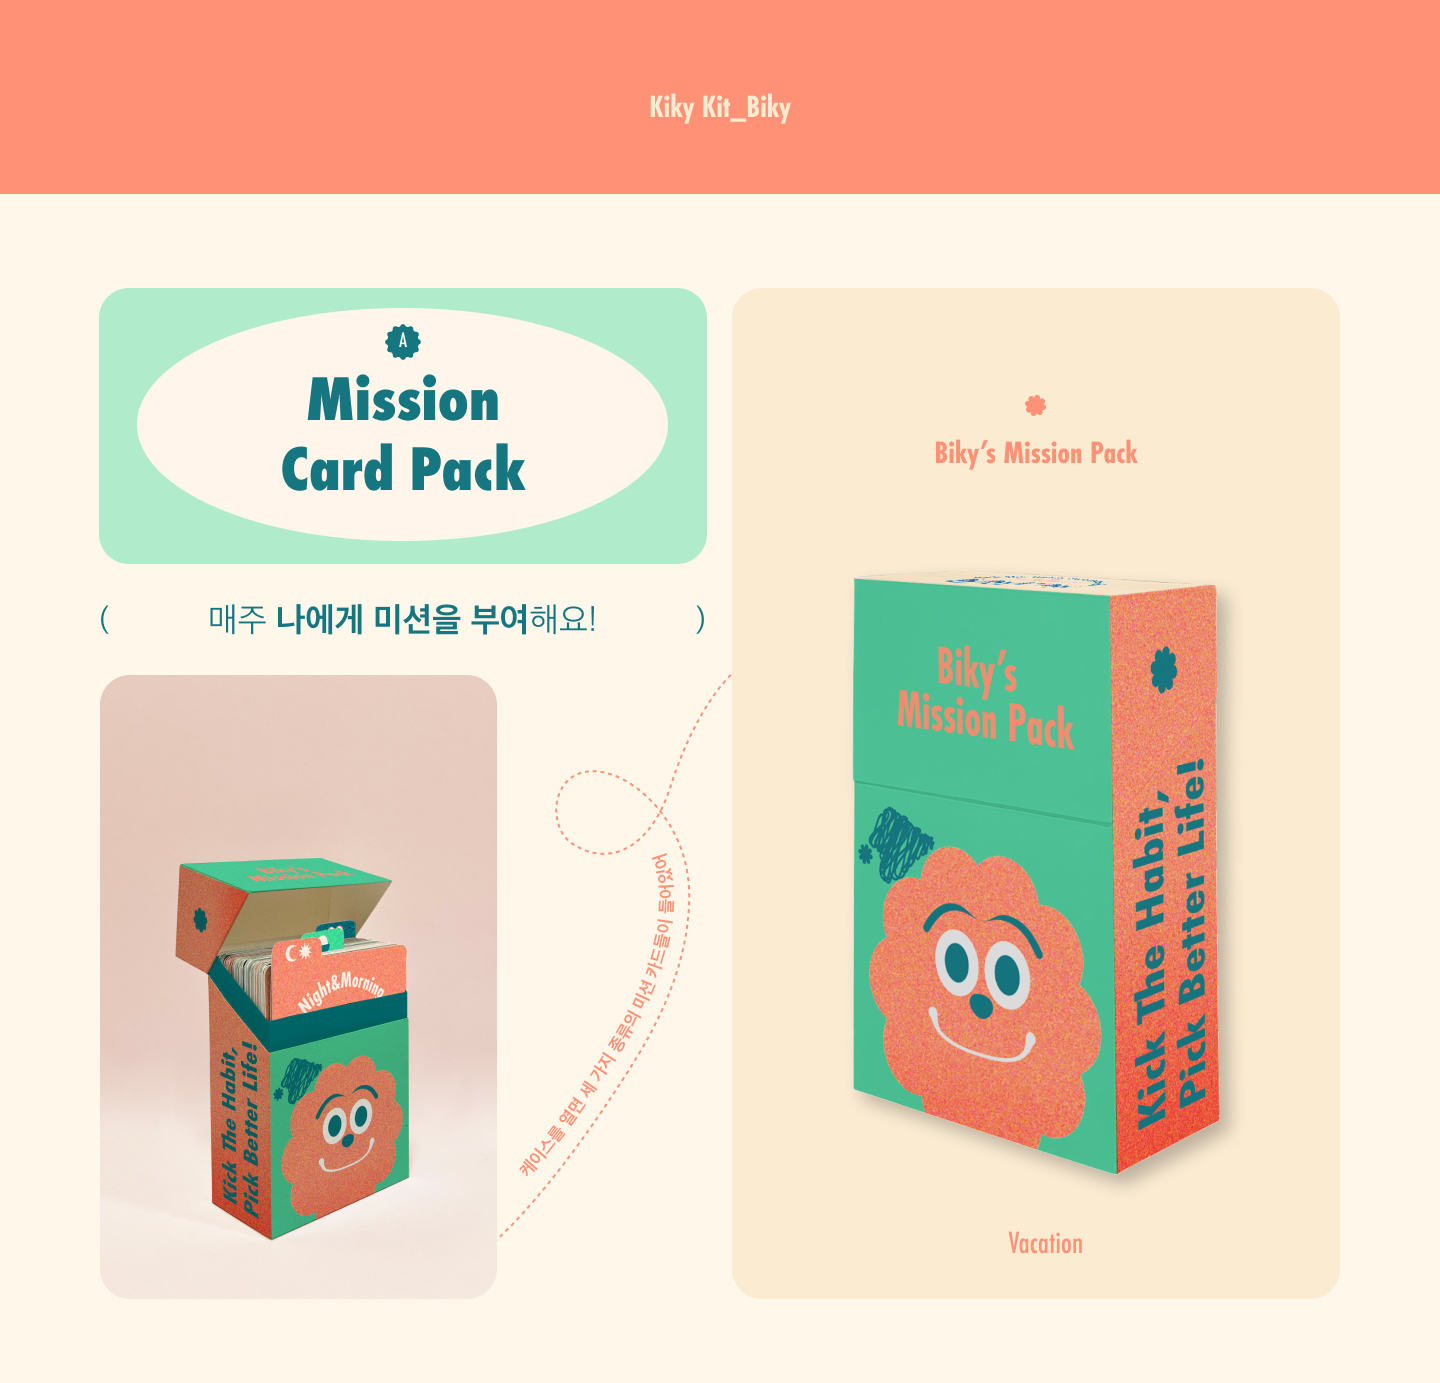 Kiky Kit_Biky
A
Mission
Card Pack
( 매주 나에게 미션을 부여해요! )
Biky's
Mission Pack
Night&Morning
Kick The Habit,
Pick Better Life!
케이스를 열면 세 가지 종류의 미션 카드들이 들어있어
Biky's Mission Pack
Biky's
Mission Pack
Kick The Habit,
Pick Better Life!
Vacation